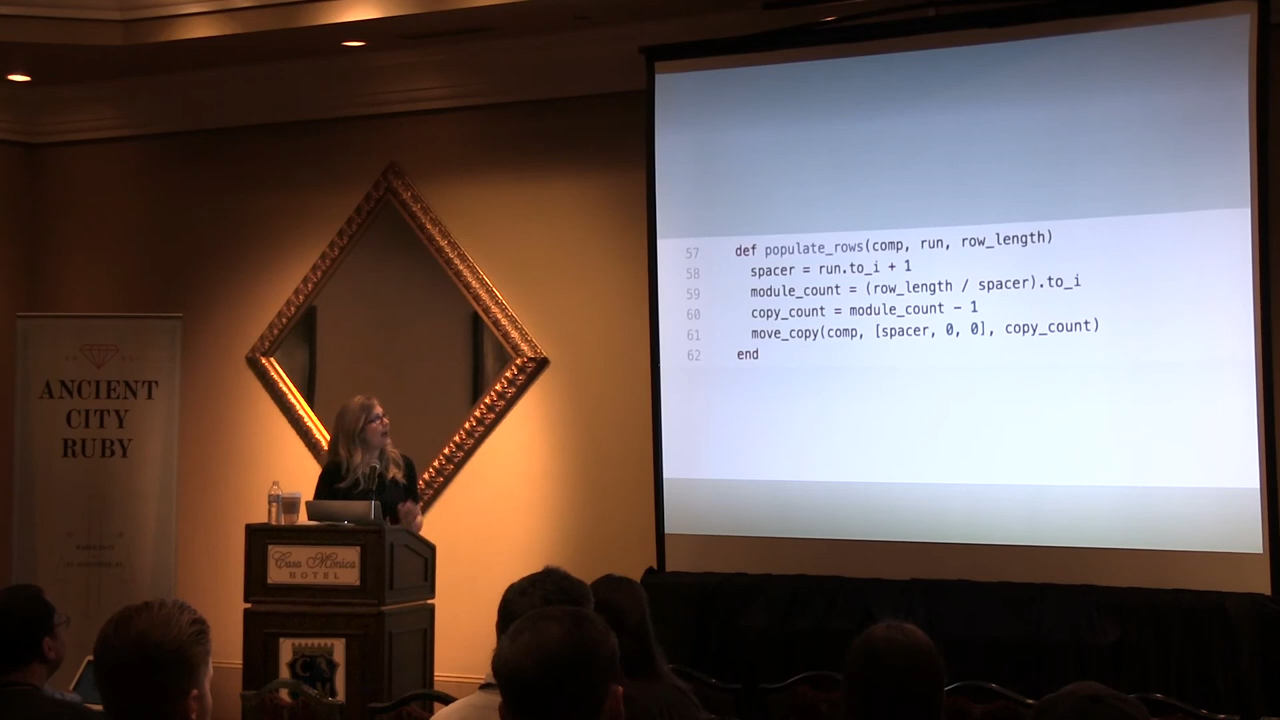 ANCIENT
CITY
RUBY
Casa Monica
HOTEL
57 def populate_rows(comp, run, row_length)
58 spacer = run.to_i + 1
59 module_count = (row_length / spacer).to_i
60 copy_count = module_count - 1
61 move_copy(comp, [spacer, 0, 0], copy_count)
62 end